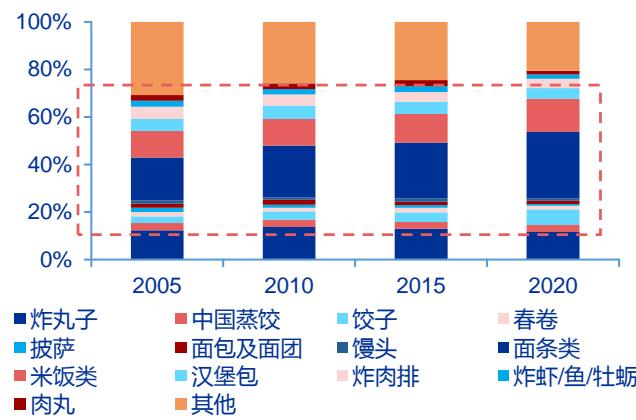 100%
80%
60%
40%
20%
0%
2005 2010 2015 2020
炸丸子 中国蒸饺 饺子 春卷
披萨 面包及面团 馒头 面条类
米饭类 汉堡包 炸肉排 炸虾/鱼/牡蛎
肉丸 其他